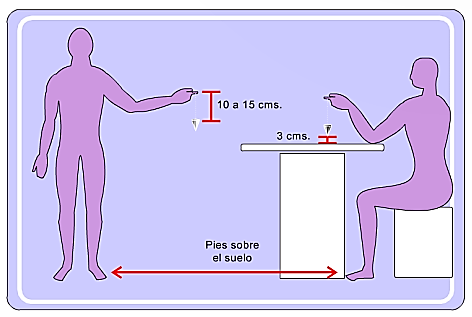 10 a 15 cms.
3 cms.
Pies sobre
el suelo